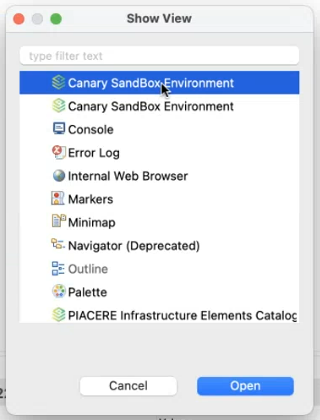 Show View
type filter text
Canary SandBox Environment
Canary SandBox Environment
Console
Error Log
Internal Web Browser
Markers
Minimap
Navigator (Deprecated)
Outline
Palette
PIACERE Infrastructure Elements Catalog
Cancel
Open